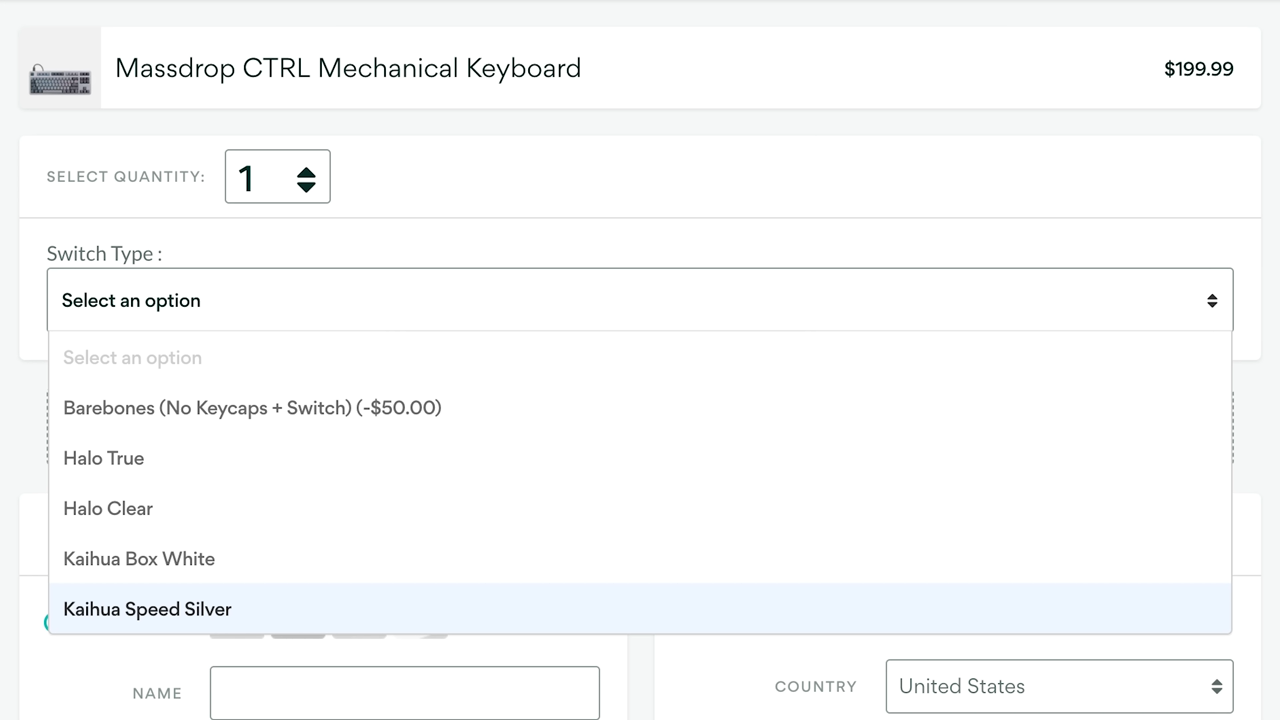 Massdrop CTRL Mechanical Keyboard
$199.99
SELECT QUANTITY:
1
Switch Type :
Select an option
Select an option
Barebones (No Keycaps + Switch) (-$50.00)
Halo True
Halo Clear
Kaihua Box White
Kaihua Speed Silver
NAME
COUNTRY
United States